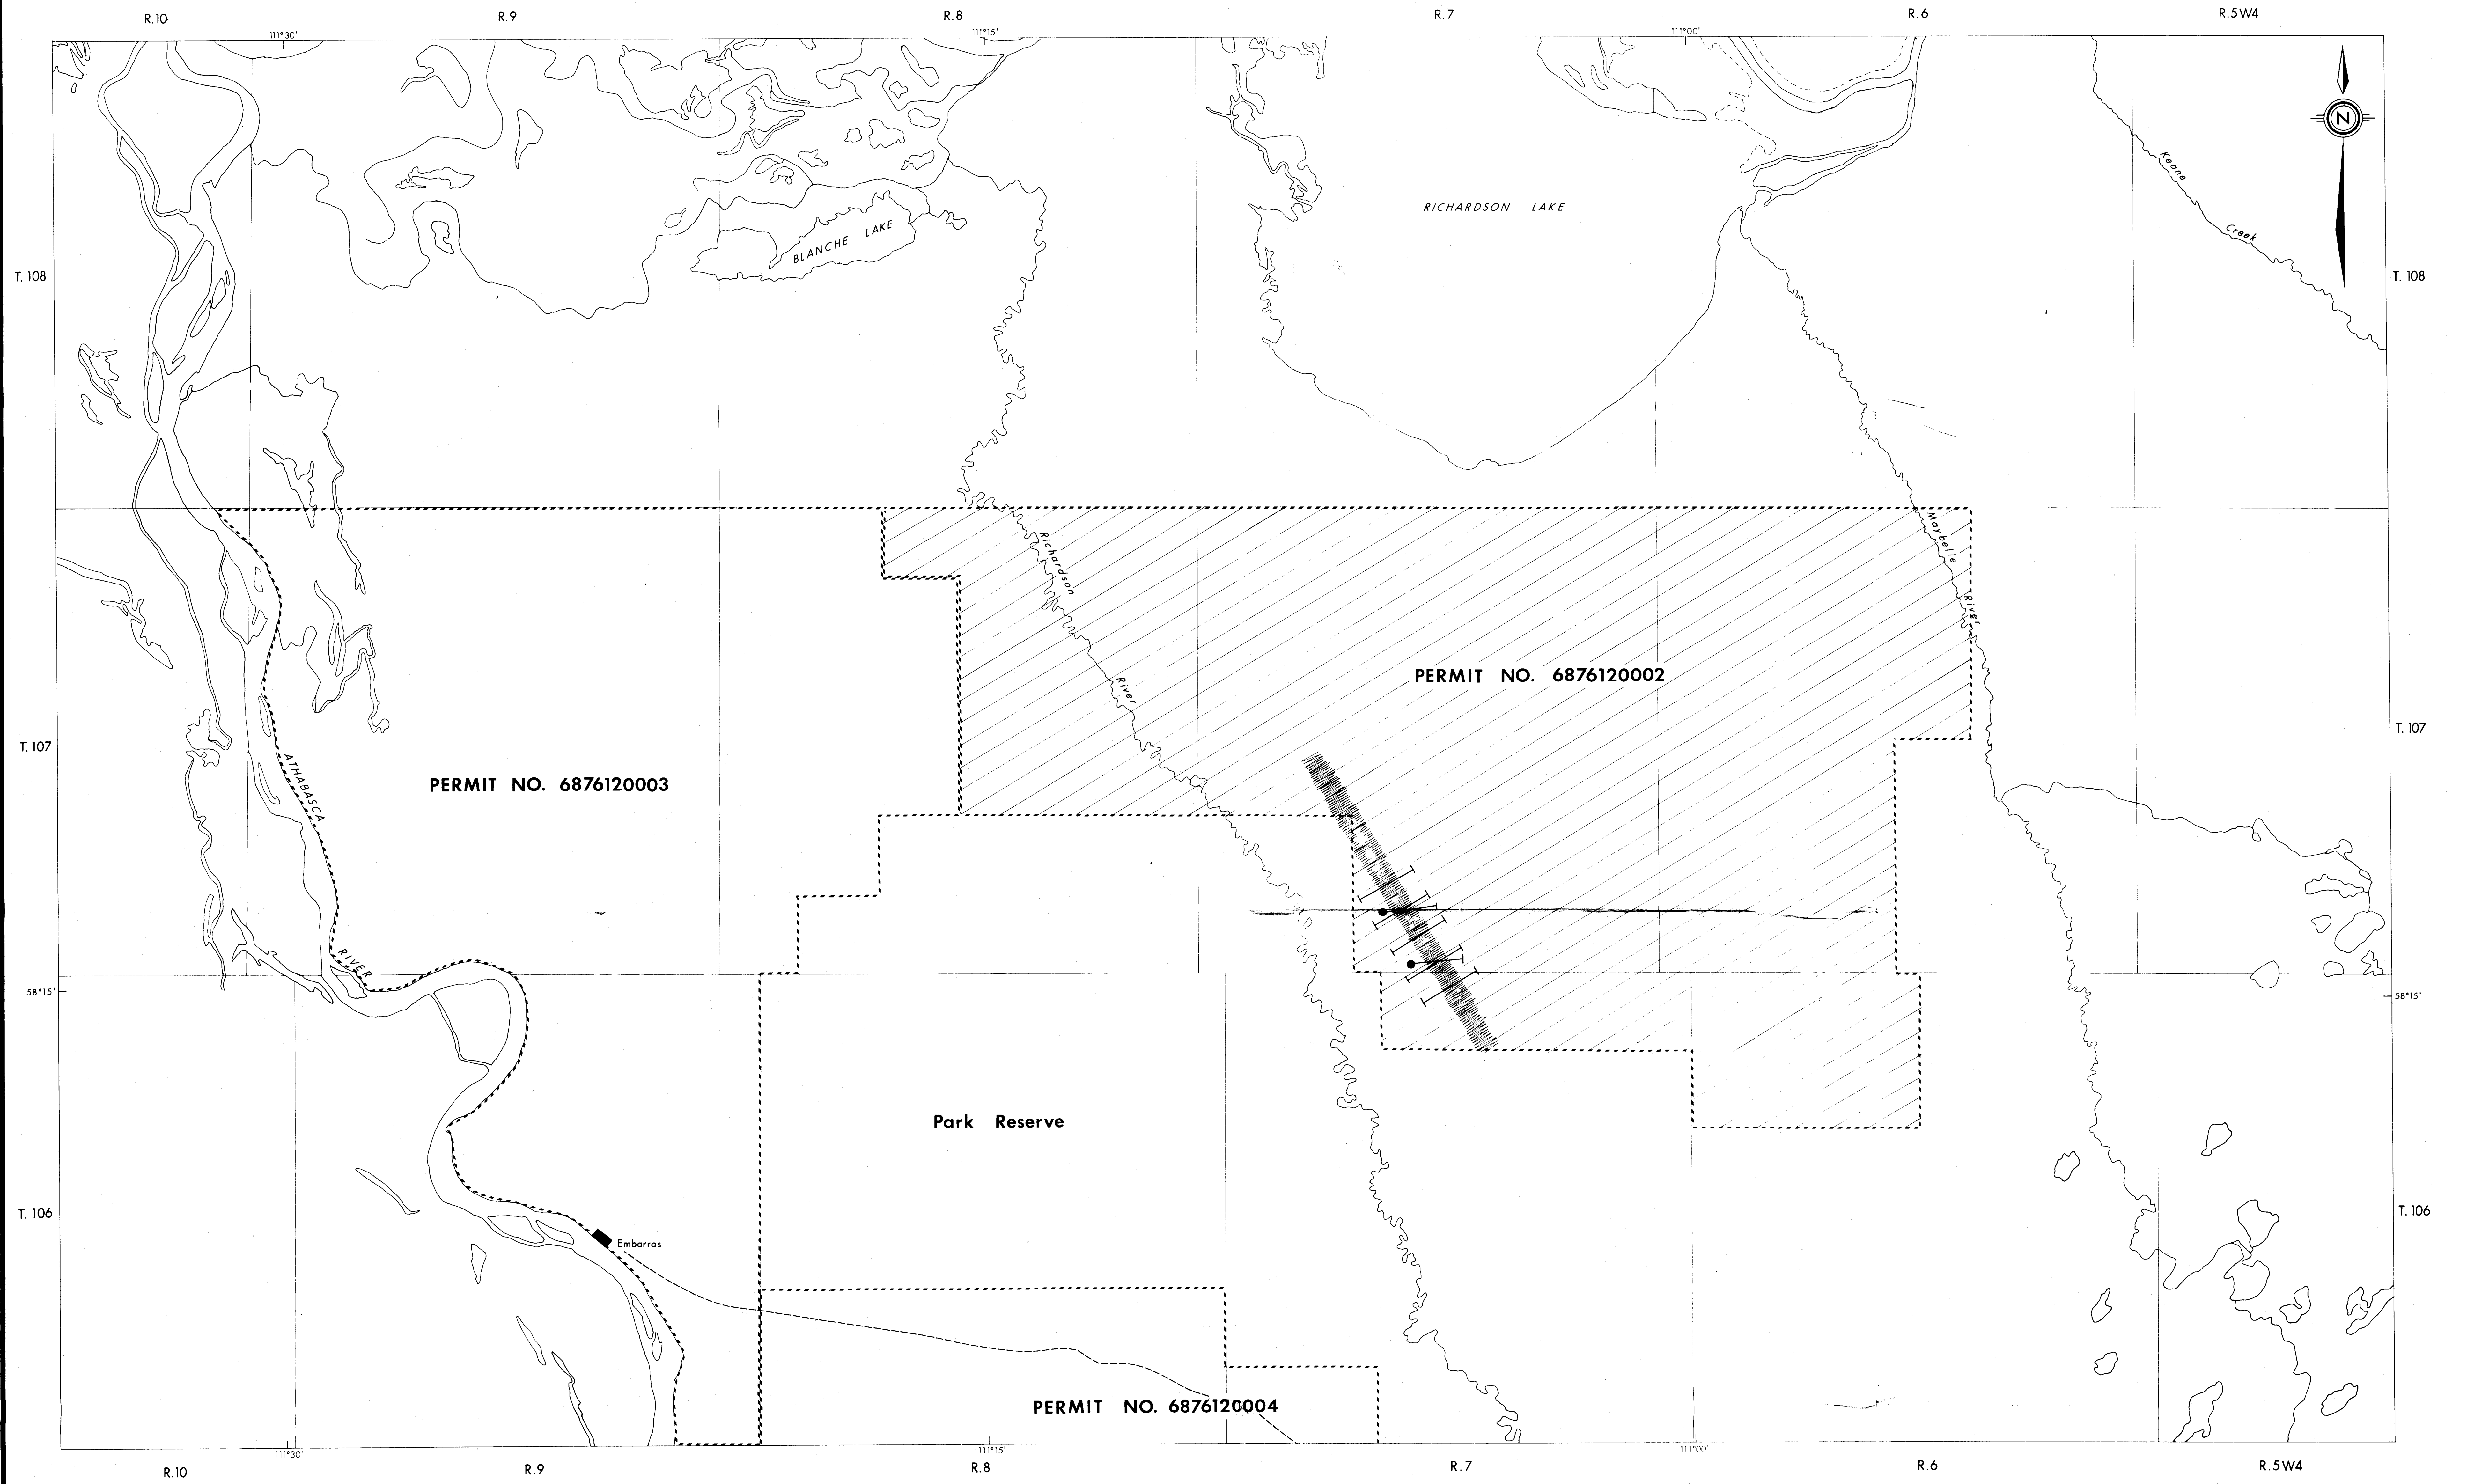 R.10 R.9 R.8 R.7 R.6 R.5W4
111°30' 111°15' 111°00'
N
Keane
Creek
RICHARDSON LAKE
BLANCHE LAKE
T. 108 T. 108
Richardson
River
Maybelle
River
PERMIT NO. 6876120002
T. 107 T. 107
PERMIT NO. 6876120003
ATHABASCA
RIVER
58°15' 58°15'
Park Reserve
T. 106 T. 106
Embarras
PERMIT NO. 6876120004
111°30' 111°15' 111°00'
R.10 R.9 R.8 R.7 R.6 R.5W4